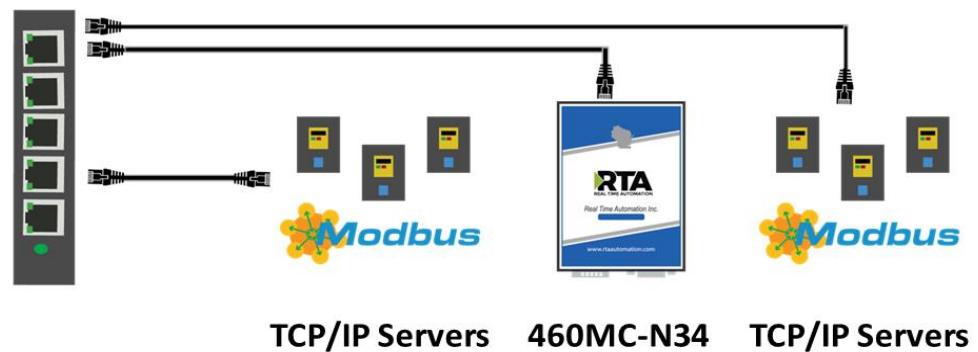 RTA
REAL TIME AUTOMATION
Real Time Automation Inc.
www.rtaautomation.com
Modbus
Modbus
TCP/IP Servers
460MC-N34
TCP/IP Servers